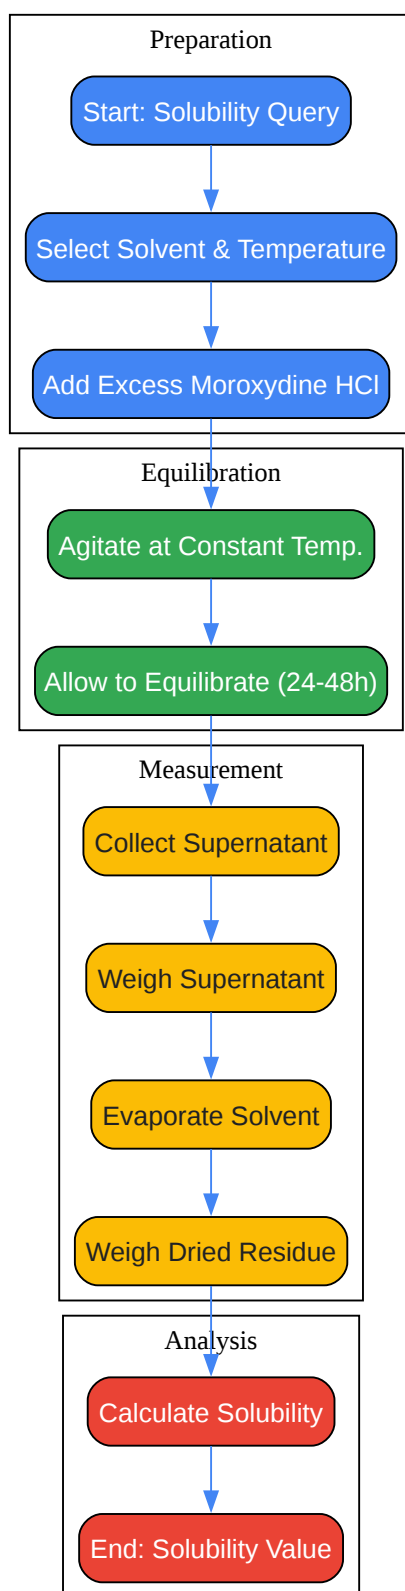 Preparation
Start: Solubility Query
Select Solvent & Temperature
Add Excess Moroxydine HCl
Equilibration
Agitate at Constant Temp.
Allow to Equilibrate (24-48h)
Measurement
Collect Supernatant
Weigh Supernatant
Evaporate Solvent
Weigh Dried Residue
Analysis
Calculate Solubility
End: Solubility Value